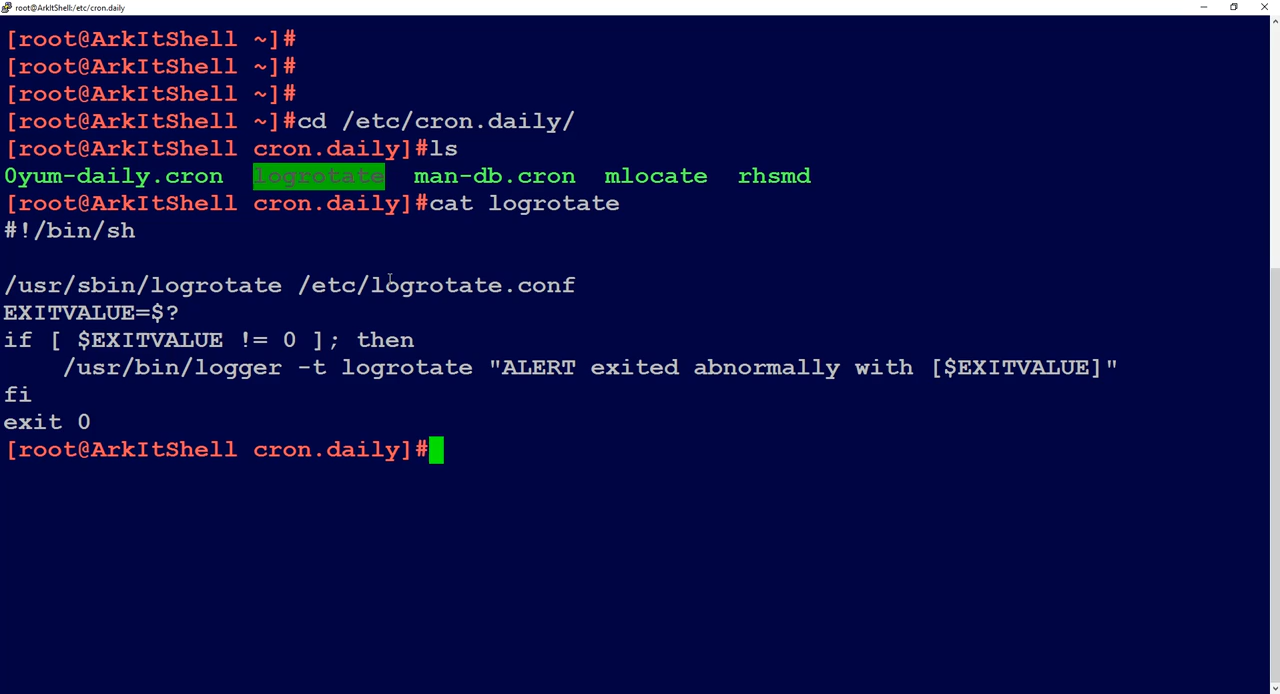 root@ArkItShell:/etc/cron.daily
[root@ArkItShell ~]#
[root@ArkItShell ~]#
[root@ArkItShell ~]#
[root@ArkItShell ~]#cd /etc/cron.daily/
[root@ArkItShell cron.daily]#ls
0yum-daily.cron  logrotate  man-db.cron  mlocate  rhsmd
[root@ArkItShell cron.daily]#cat logrotate
#!/bin/sh

/usr/sbin/logrotate /etc/logrotate.conf
EXITVALUE=$?
if [ $EXITVALUE != 0 ]; then
    /usr/bin/logger -t logrotate "ALERT exited abnormally with [$EXITVALUE]"
fi
exit 0
[root@ArkItShell cron.daily]#